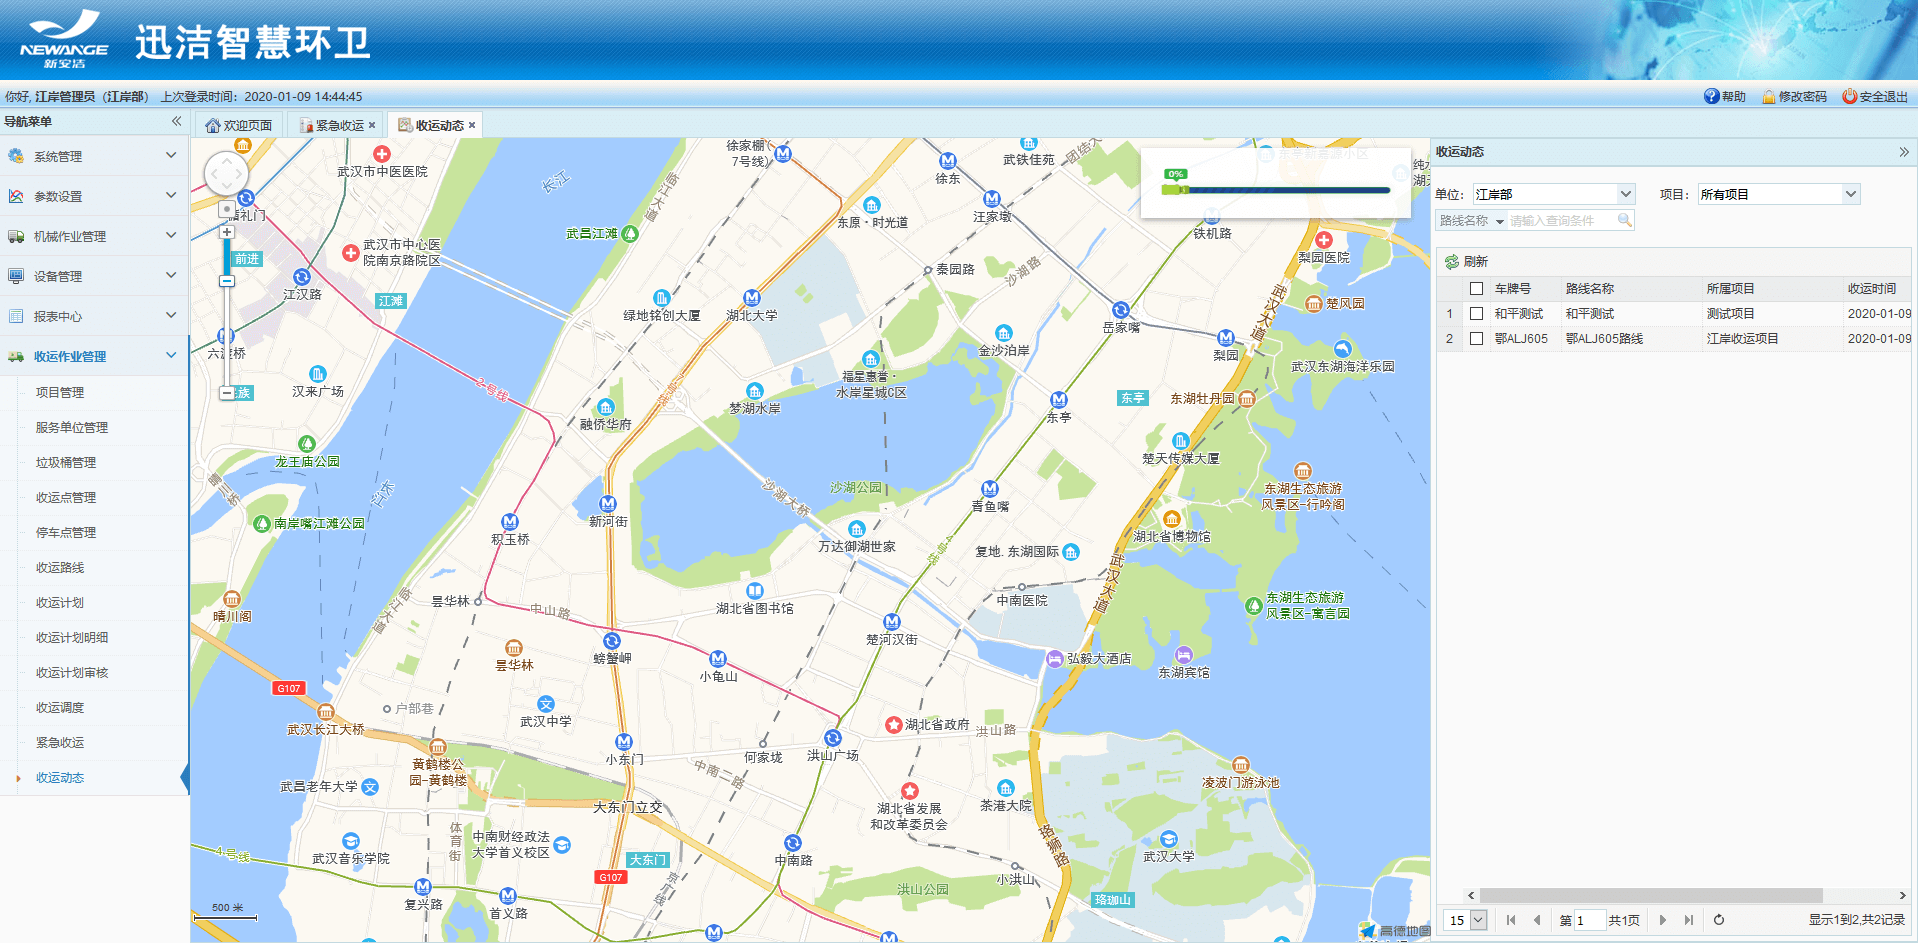 NEWANGE
新安洁
迅洁智慧环卫
你好, 江岸管理员（江岸部） 上次登录时间：2020-01-09 14:44:45
帮助 修改密码 安全退出
导航菜单
欢迎页面 紧急收运 收运动态
系统管理
参数设置
机械作业管理
设备管理
报表中心
收运作业管理
项目管理
服务单位管理
垃圾桶管理
收运点管理
停车点管理
收运路线
收运计划
收运计划明细
收运计划审核
收运调度
紧急收运
收运动态
武汉市中医医院
长江
临江大道
徐家棚（
7号线）
徐东
武铁佳苑
团结大
0%
汪家墩
铁机路
梨园医院
东原·时光道
武昌江滩
武汉市中心医
院南京路院区
前进
江汉路
江滩
秦园路
沙湖路
绿地铭创大厦
湖北大学
岳家嘴
梨园
楚风园
武汉大道
金沙泊岸
武汉东湖海洋乐园
汉来广场
2号线
福星惠誉·
水岸星城C区
梦湖水岸
融侨华府
东亭
东亭
东湖牡丹园
龙王庙公园
楚天传媒大厦
南岸嘴江滩公园
沙湖大桥
沙湖公园
青鱼嘴
东湖生态旅游
风景区-行吟阁
新河街
积玉桥
万达御湖世家
4号线
复地. 东湖国际
湖北省博物馆
武汉大道
昙华林
中山路
湖北省图书馆
中南医院
东湖生态旅游
风景区-寓言园
晴川阁
临江大道
楚河汉街
螃蟹岬
昙华林
小龟山
弘毅大酒店
东湖宾馆
G107
户部巷
武汉长江大桥
武汉中学
湖北省政府
洪山路
小东门
何家垅
洪山广场
黄鹤楼公
园-黄鹤楼
中南二路
凌波门游泳池
武昌老年大学
大东门立交
湖北省发展
和改革委员会
茶港大院
体育街
中南财经政法
大学首义校区
武汉音乐学院
4号线
大东门
G107
中南路
珞狮路
武汉大学
小洪山
洪山公园
珞珈山
复兴路
首义路
京广线
500 米
高德地图
收运动态
单位： 江岸部 项目： 所有项目
路线名称 请输入查询条件
刷新
车牌号 路线名称 所属项目 收运时间
1 和平测试 和平测试 测试项目 2020-01-09
2 鄂ALJ605 鄂ALJ605路线 江岸收运项目 2020-01-09
15 第 1 共1页 显示1到2,共2记录